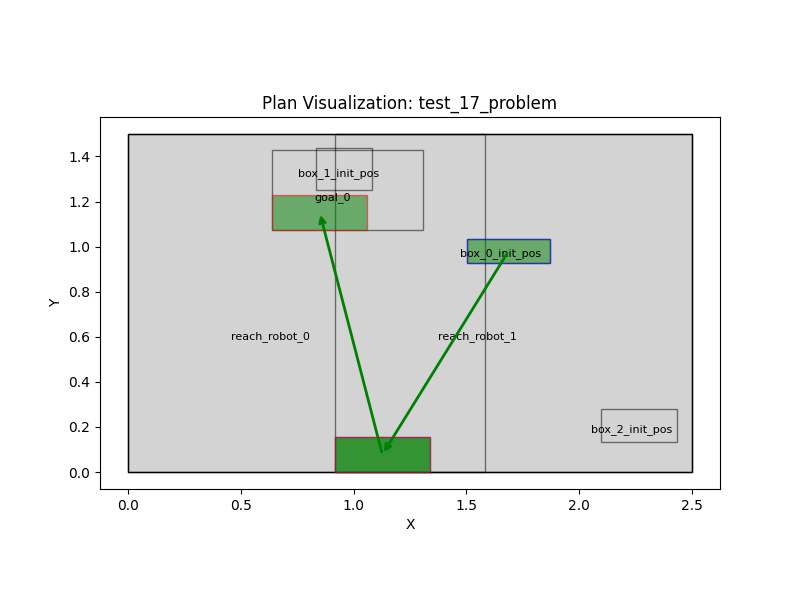 Plan Visualization: test_17_problem
Y
1.4
1.2
1.0
0.8
0.6
0.4
0.2
0.0
box_1_init_pos
goal_0
box_0_init_pos
reach_robot_0
reach_robot_1
box_2_init_pos
0.0
0.5
1.0
1.5
2.0
2.5
X